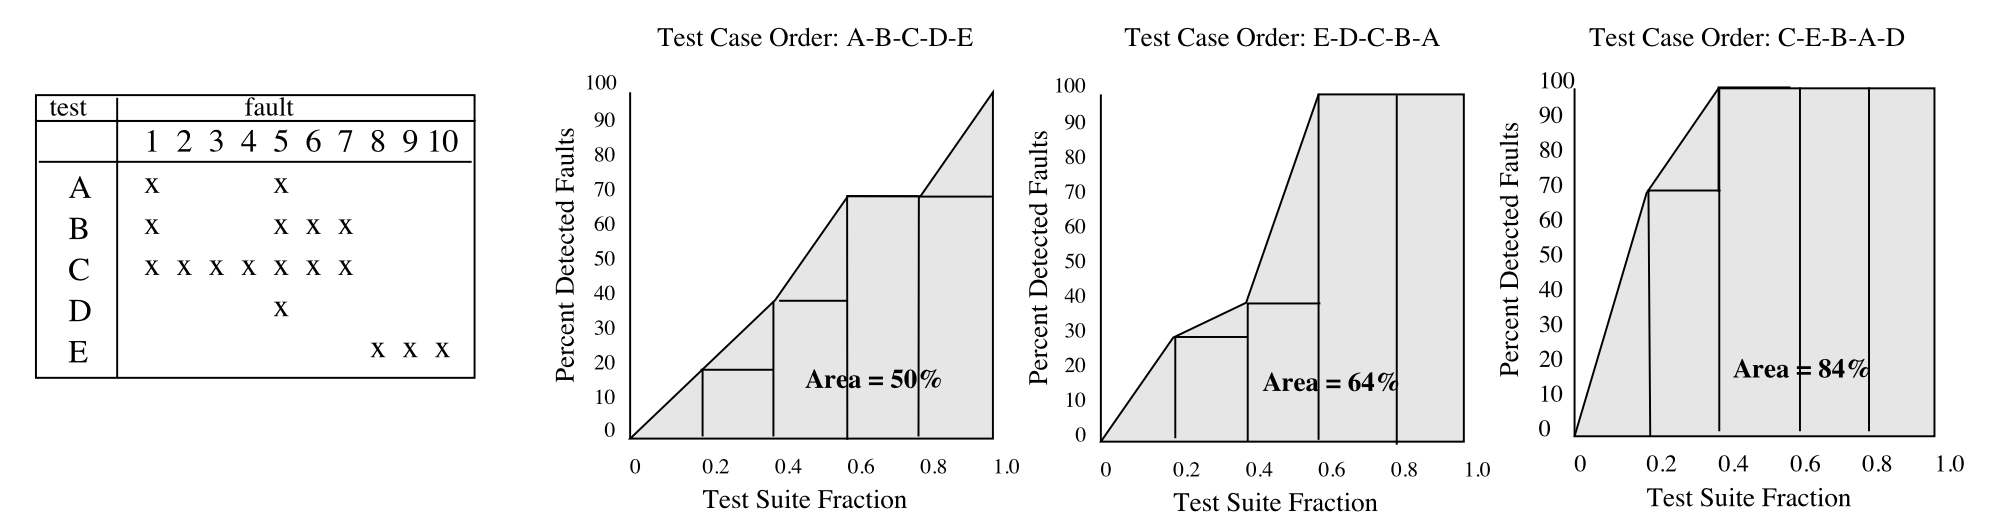 test fault
1 2 3 4 5 6 7 8 9 10
A x x
B x x x x
C x x x x x x x
D x
E x x x
Test Case Order: A-B-C-D-E
Percent Detected Faults
100
90
80
70
60
50
40
30
20
10
0
Area = 50%
0 0.2 0.4 0.6 0.8 1.0
Test Suite Fraction
Test Case Order: E-D-C-B-A
Percent Detected Faults
100
90
80
70
60
50
40
30
20
10
0
Area = 64%
0 0.2 0.4 0.6 0.8 1.0
Test Suite Fraction
Test Case Order: C-E-B-A-D
Percent Detected Faults
100
90
80
70
60
50
40
30
20
10
0
Area = 84%
0 0.2 0.4 0.6 0.8 1.0
Test Suite Fraction